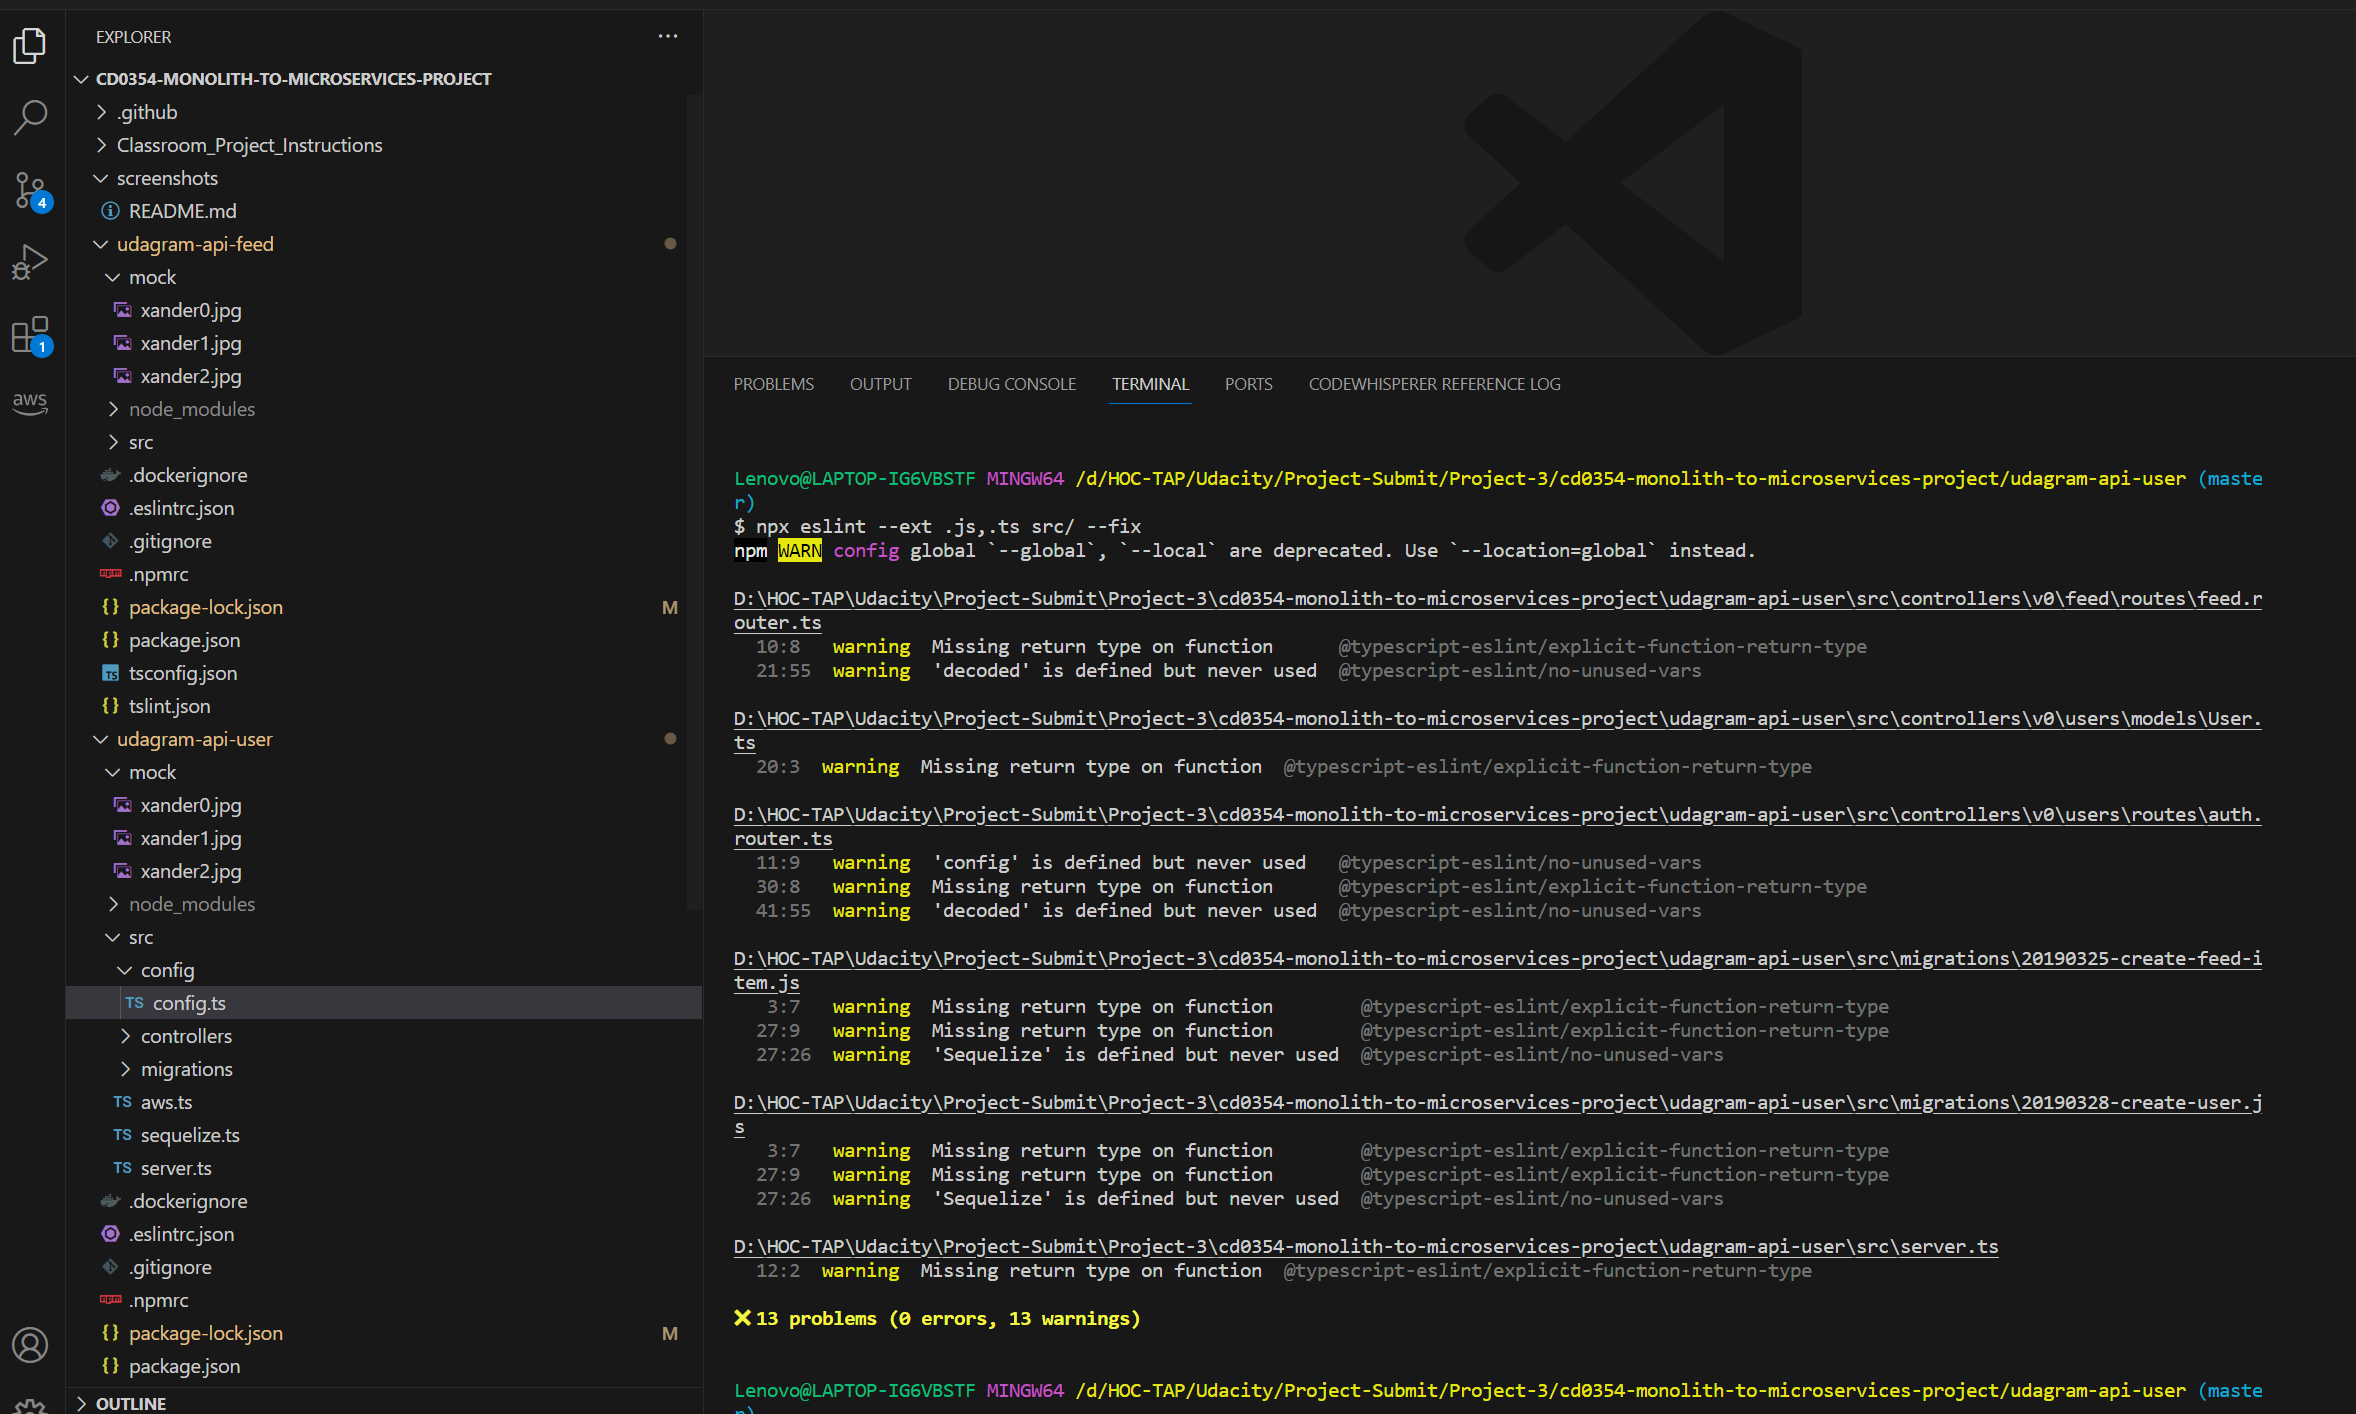 EXPLORER
CD0354-MONOLITH-TO-MICROSERVICES-PROJECT
.github
Classroom_Project_Instructions
screenshots
README.md
udagram-api-feed
mock
xander0.jpg
xander1.jpg
xander2.jpg
node_modules
src
.dockerignore
.eslintrc.json
.gitignore
.npmrc
package-lock.json M
package.json
tsconfig.json
tslint.json
udagram-api-user
mock
xander0.jpg
xander1.jpg
xander2.jpg
node_modules
src
config
TS config.ts
controllers
migrations
TS aws.ts
TS sequelize.ts
TS server.ts
.dockerignore
.eslintrc.json
.gitignore
.npmrc
package-lock.json M
package.json
OUTLINE
4
1
aws
PROBLEMS OUTPUT DEBUG CONSOLE TERMINAL PORTS CODEWHISPERER REFERENCE LOG
Lenovo@LAPTOP-IG6VBSTF MINGW64 /d/HOC-TAP/Udacity/Project-Submit/Project-3/cd0354-monolith-to-microservices-project/udagram-api-user (maste
r)
$ npx eslint --ext .js,.ts src/ --fix
npm WARN config global `--global`, `--local` are deprecated. Use `--location=global` instead.
D:\HOC-TAP\Udacity\Project-Submit\Project-3\cd0354-monolith-to-microservices-project\udagram-api-user\src\controllers\v0\feed\routes\feed.r
outer.ts
10:8 warning Missing return type on function @typescript-eslint/explicit-function-return-type
21:55 warning 'decoded' is defined but never used @typescript-eslint/no-unused-vars
D:\HOC-TAP\Udacity\Project-Submit\Project-3\cd0354-monolith-to-microservices-project\udagram-api-user\src\controllers\v0\users\models\User.
ts
20:3 warning Missing return type on function @typescript-eslint/explicit-function-return-type
D:\HOC-TAP\Udacity\Project-Submit\Project-3\cd0354-monolith-to-microservices-project\udagram-api-user\src\controllers\v0\users\routes\auth.
router.ts
11:9 warning 'config' is defined but never used @typescript-eslint/no-unused-vars
30:8 warning Missing return type on function @typescript-eslint/explicit-function-return-type
41:55 warning 'decoded' is defined but never used @typescript-eslint/no-unused-vars
D:\HOC-TAP\Udacity\Project-Submit\Project-3\cd0354-monolith-to-microservices-project\udagram-api-user\src\migrations\20190325-create-feed-i
tem.js
3:7 warning Missing return type on function @typescript-eslint/explicit-function-return-type
27:9 warning Missing return type on function @typescript-eslint/explicit-function-return-type
27:26 warning 'Sequelize' is defined but never used @typescript-eslint/no-unused-vars
D:\HOC-TAP\Udacity\Project-Submit\Project-3\cd0354-monolith-to-microservices-project\udagram-api-user\src\migrations\20190328-create-user.j
s
3:7 warning Missing return type on function @typescript-eslint/explicit-function-return-type
27:9 warning Missing return type on function @typescript-eslint/explicit-function-return-type
27:26 warning 'Sequelize' is defined but never used @typescript-eslint/no-unused-vars
D:\HOC-TAP\Udacity\Project-Submit\Project-3\cd0354-monolith-to-microservices-project\udagram-api-user\src\server.ts
12:2 warning Missing return type on function @typescript-eslint/explicit-function-return-type
✖ 13 problems (0 errors, 13 warnings)
Lenovo@LAPTOP-IG6VBSTF MINGW64 /d/HOC-TAP/Udacity/Project-Submit/Project-3/cd0354-monolith-to-microservices-project/udagram-api-user (maste
r)